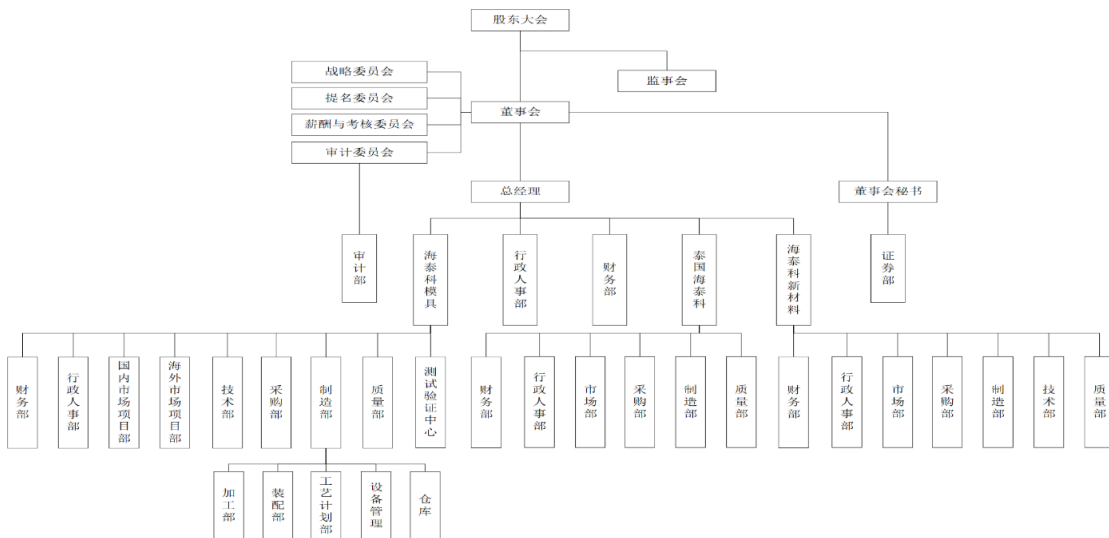 股东大会
监事会
战略委员会
提名委员会
董事会
薪酬与考核委员会
审计委员会
总经理
董事会秘书
审计部
海泰科模具
行政人事部
财务部
泰国海泰科
海泰科新材料
证券部
财务部
行政人事部
国内市场项目部
海外市场项目部
技术部
采购部
制造部
质量部
测试验证中心
财务部
行政人事部
市场部
采购部
制造部
质量部
财务部
行政人事部
市场部
采购部
制造部
技术部
质量部
加工部
装配部
工艺计划部
设备管理
仓库